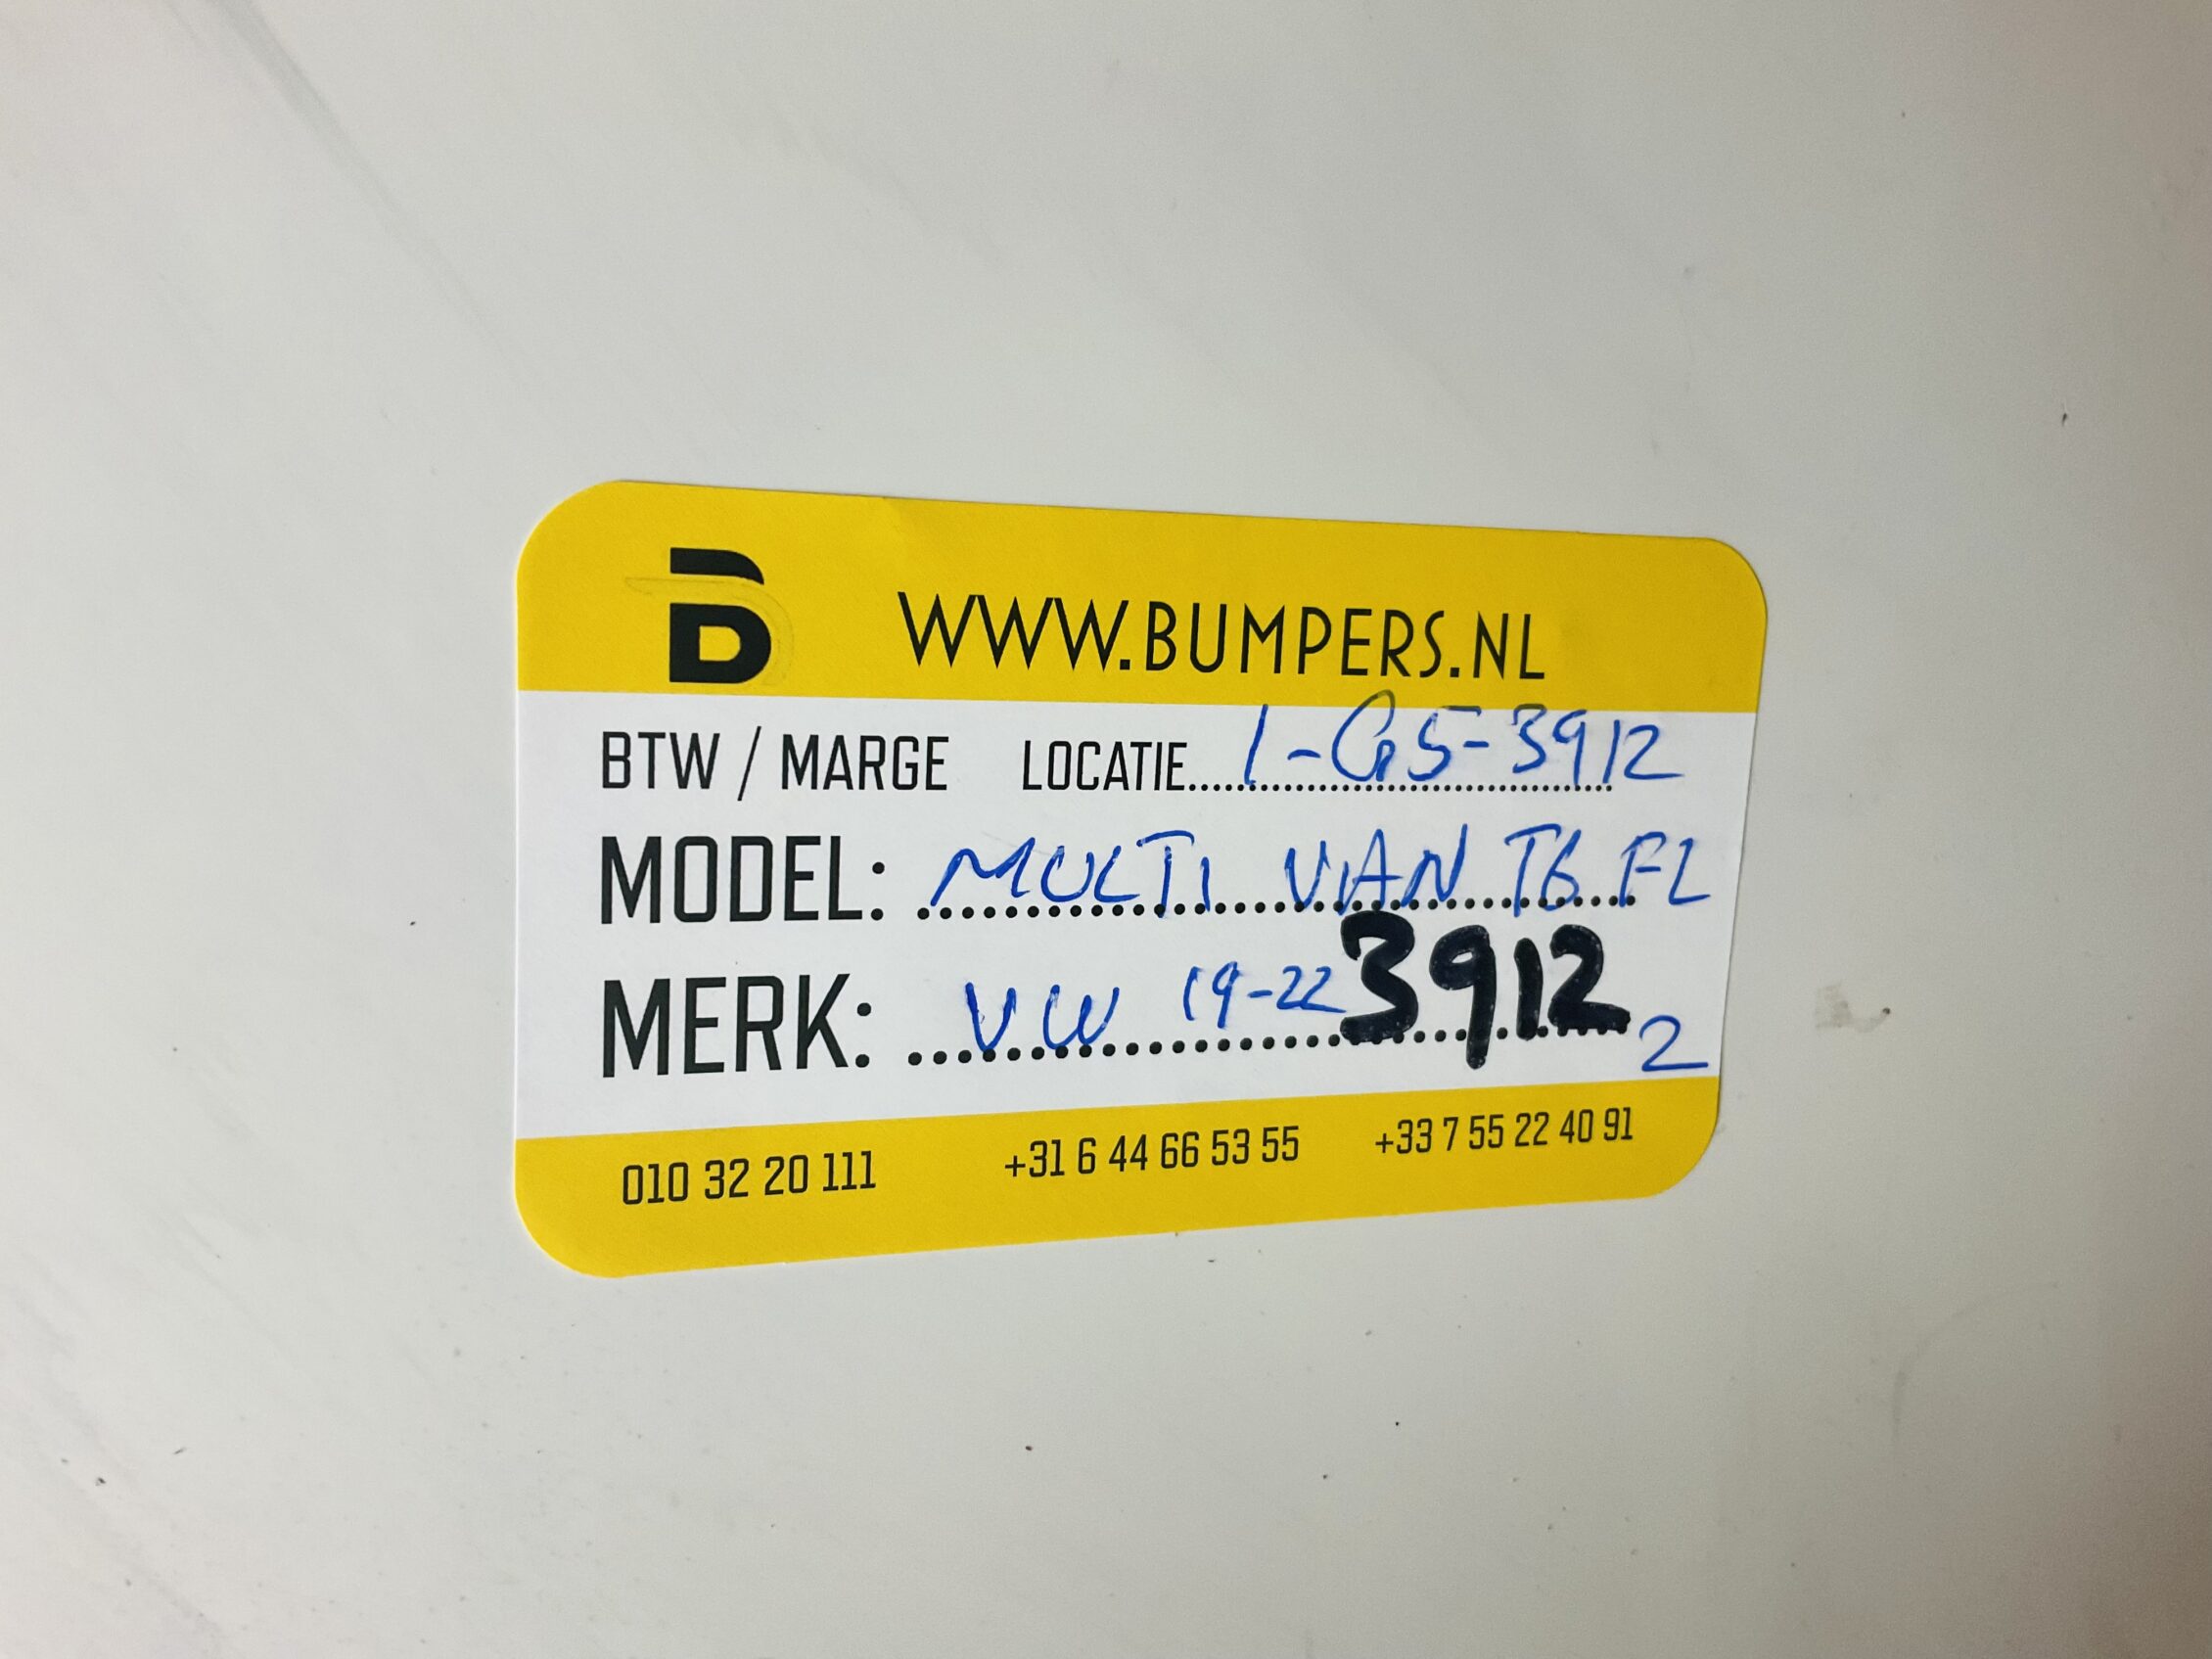 B WWW.BUMPERS.NL
BTW / MARGE LOCATIE 1-G5-3912
MODEL: MULTI VAN T6 FL
MERK: VW 19-22 3912 2
010 32 20 111 +31 6 44 66 53 55 +33 7 55 22 40 91